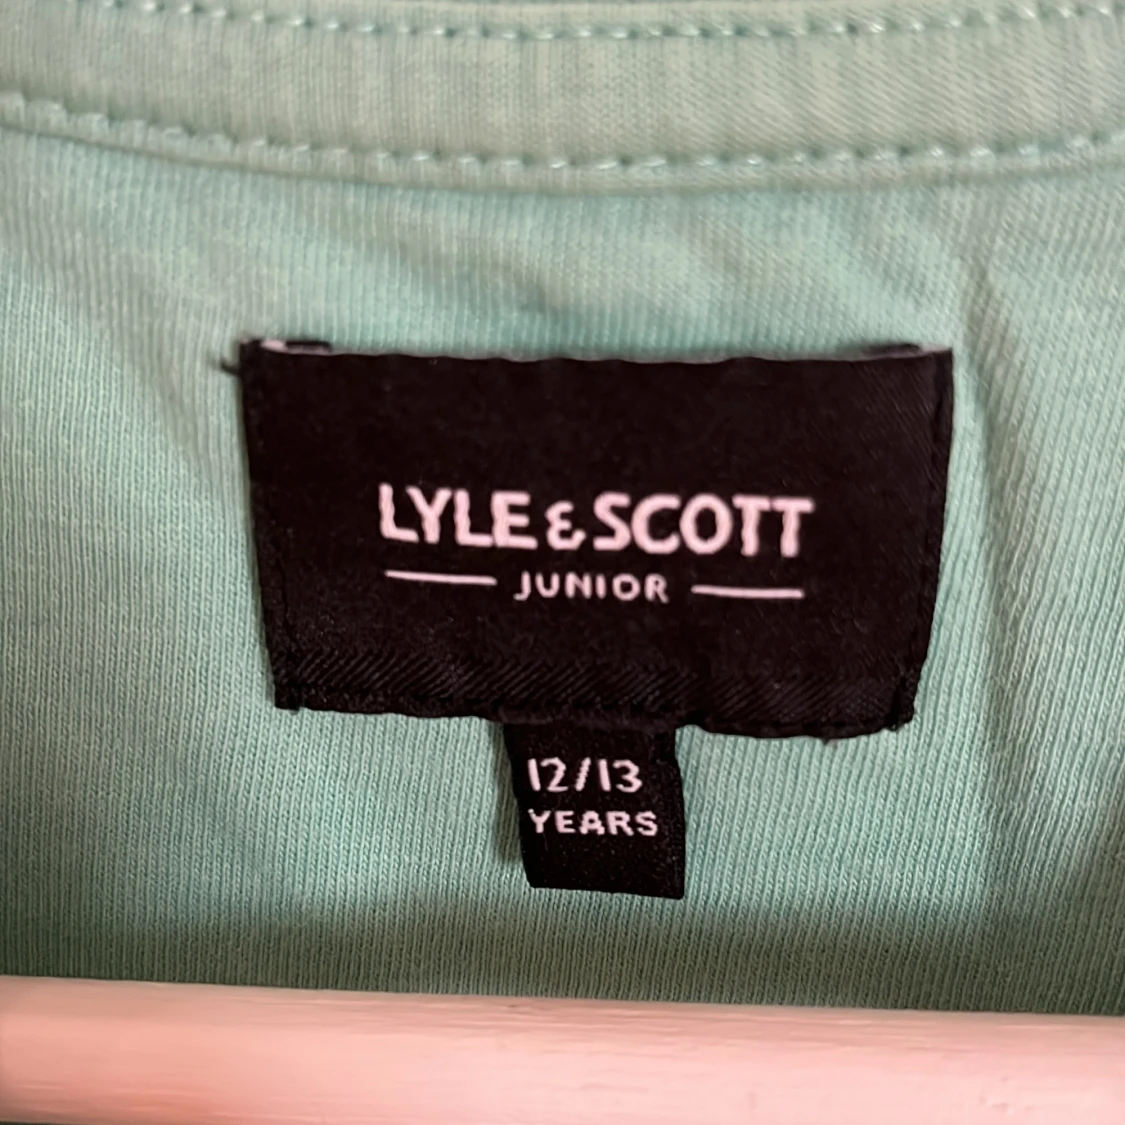 LYLE & SCOTT
JUNIOR
12/13
YEARS